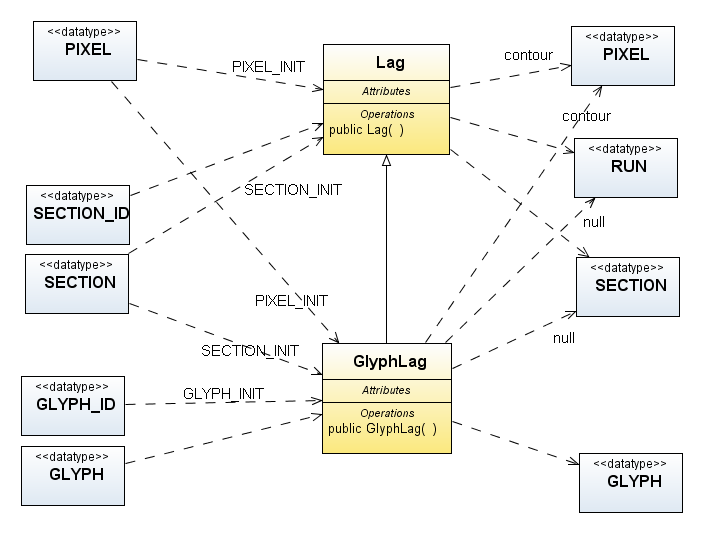 <<datatype>>
PIXEL
PIXEL_INIT
Lag
Attributes
Operations
public Lag(  )
contour
<<datatype>>
PIXEL
contour
<<datatype>>
RUN
<<datatype>>
SECTION_ID
SECTION_INIT
null
<<datatype>>
SECTION
<<datatype>>
SECTION
PIXEL_INIT
SECTION_INIT
null
GlyphLag
Attributes
Operations
public GlyphLag(  )
<<datatype>>
GLYPH_ID
GLYPH_INIT
<<datatype>>
GLYPH
<<datatype>>
GLYPH